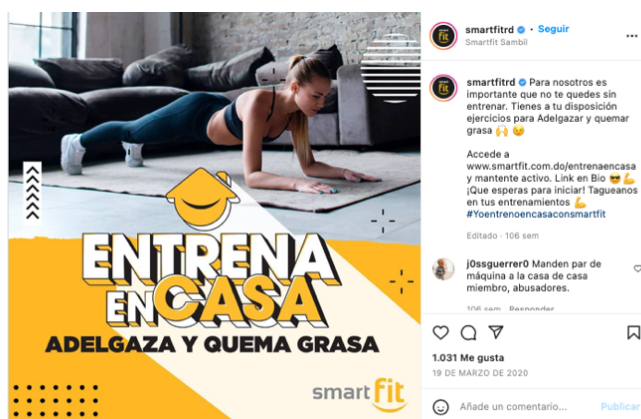 ENTRENA
EN CASA
ADELGAZA Y QUEMA GRASA
smart fit
smartfitrd • Seguir
Smartfit Sambil
smartfitrd Para nosotros es
importante que no te quedes sin
entrenar. Tienes a tu disposición
ejercicios para Adelgazar y quemar
grasa 🙌 😉
Accede a
www.smartfit.com.do/entrenaencasa
y mantente activo. Link en Bio 😎💪
¡Que esperas para iniciar! Tagueanos
en tus entrenamientos 💪
#Yoentrenoencasaconsmartfit
Editado · 106 sem
j0ssguerrer0 Manden par de
máquina a la casa de casa
miembro, abusadores.
106 sem Responder
1.031 Me gusta
19 DE MARZO DE 2020
Añade un comentario...
Publicar